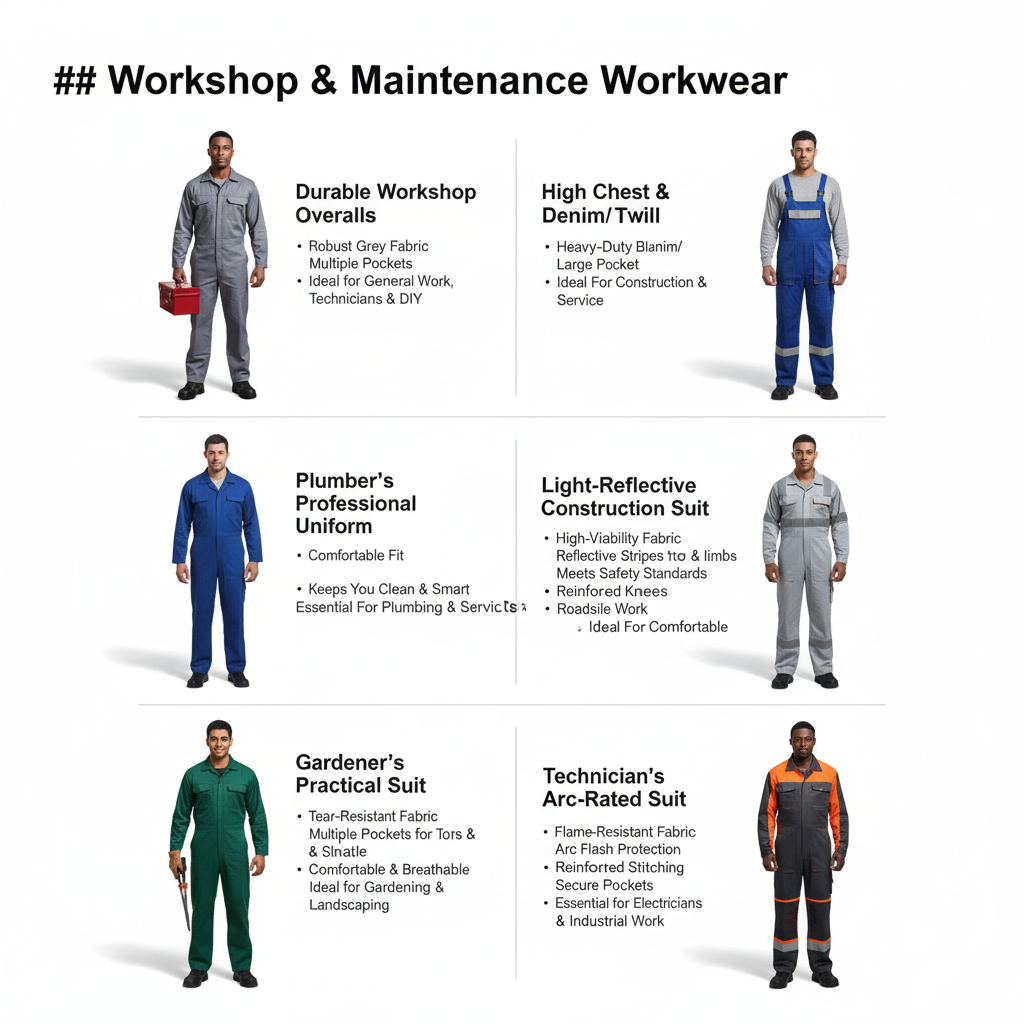 ## Workshop & Maintenance Workwear
Durable Workshop
Overalls
• Robust Grey Fabric
Multiple Pockets
• Ideal for General Work,
Technicians & DIY
High Chest &
Denim/Twill
• Heavy-Duty Blanim/
Large Pocket
• Ideal For Construction &
Service
Plumber's
Professional
Uniform
• Comfortable Fit
• Keeps You Clean & Smart
Essential For Plumbing &
Light-Reflective
Construction Suit
• High-Viability Fabric
Reflective Stripes & limbs
Meets Safety Standards
• Reinfored Knees
• Roadsile Work
Ideal For Comfortable
Gardener's
Practical Suit
• Tear-Resistant Fabric
Multiple Pockets for Tors &
& Slnatle
• Comfortable & Breathable
Ideal for Gardening &
Landscaping
Technician's
Arc-Rated Suit
• Flame-Resistant Fabric
Arc Flash Protection
• Reinforred Stitching
Secure Pockets
• Essential for Electricians
& Industrial Work